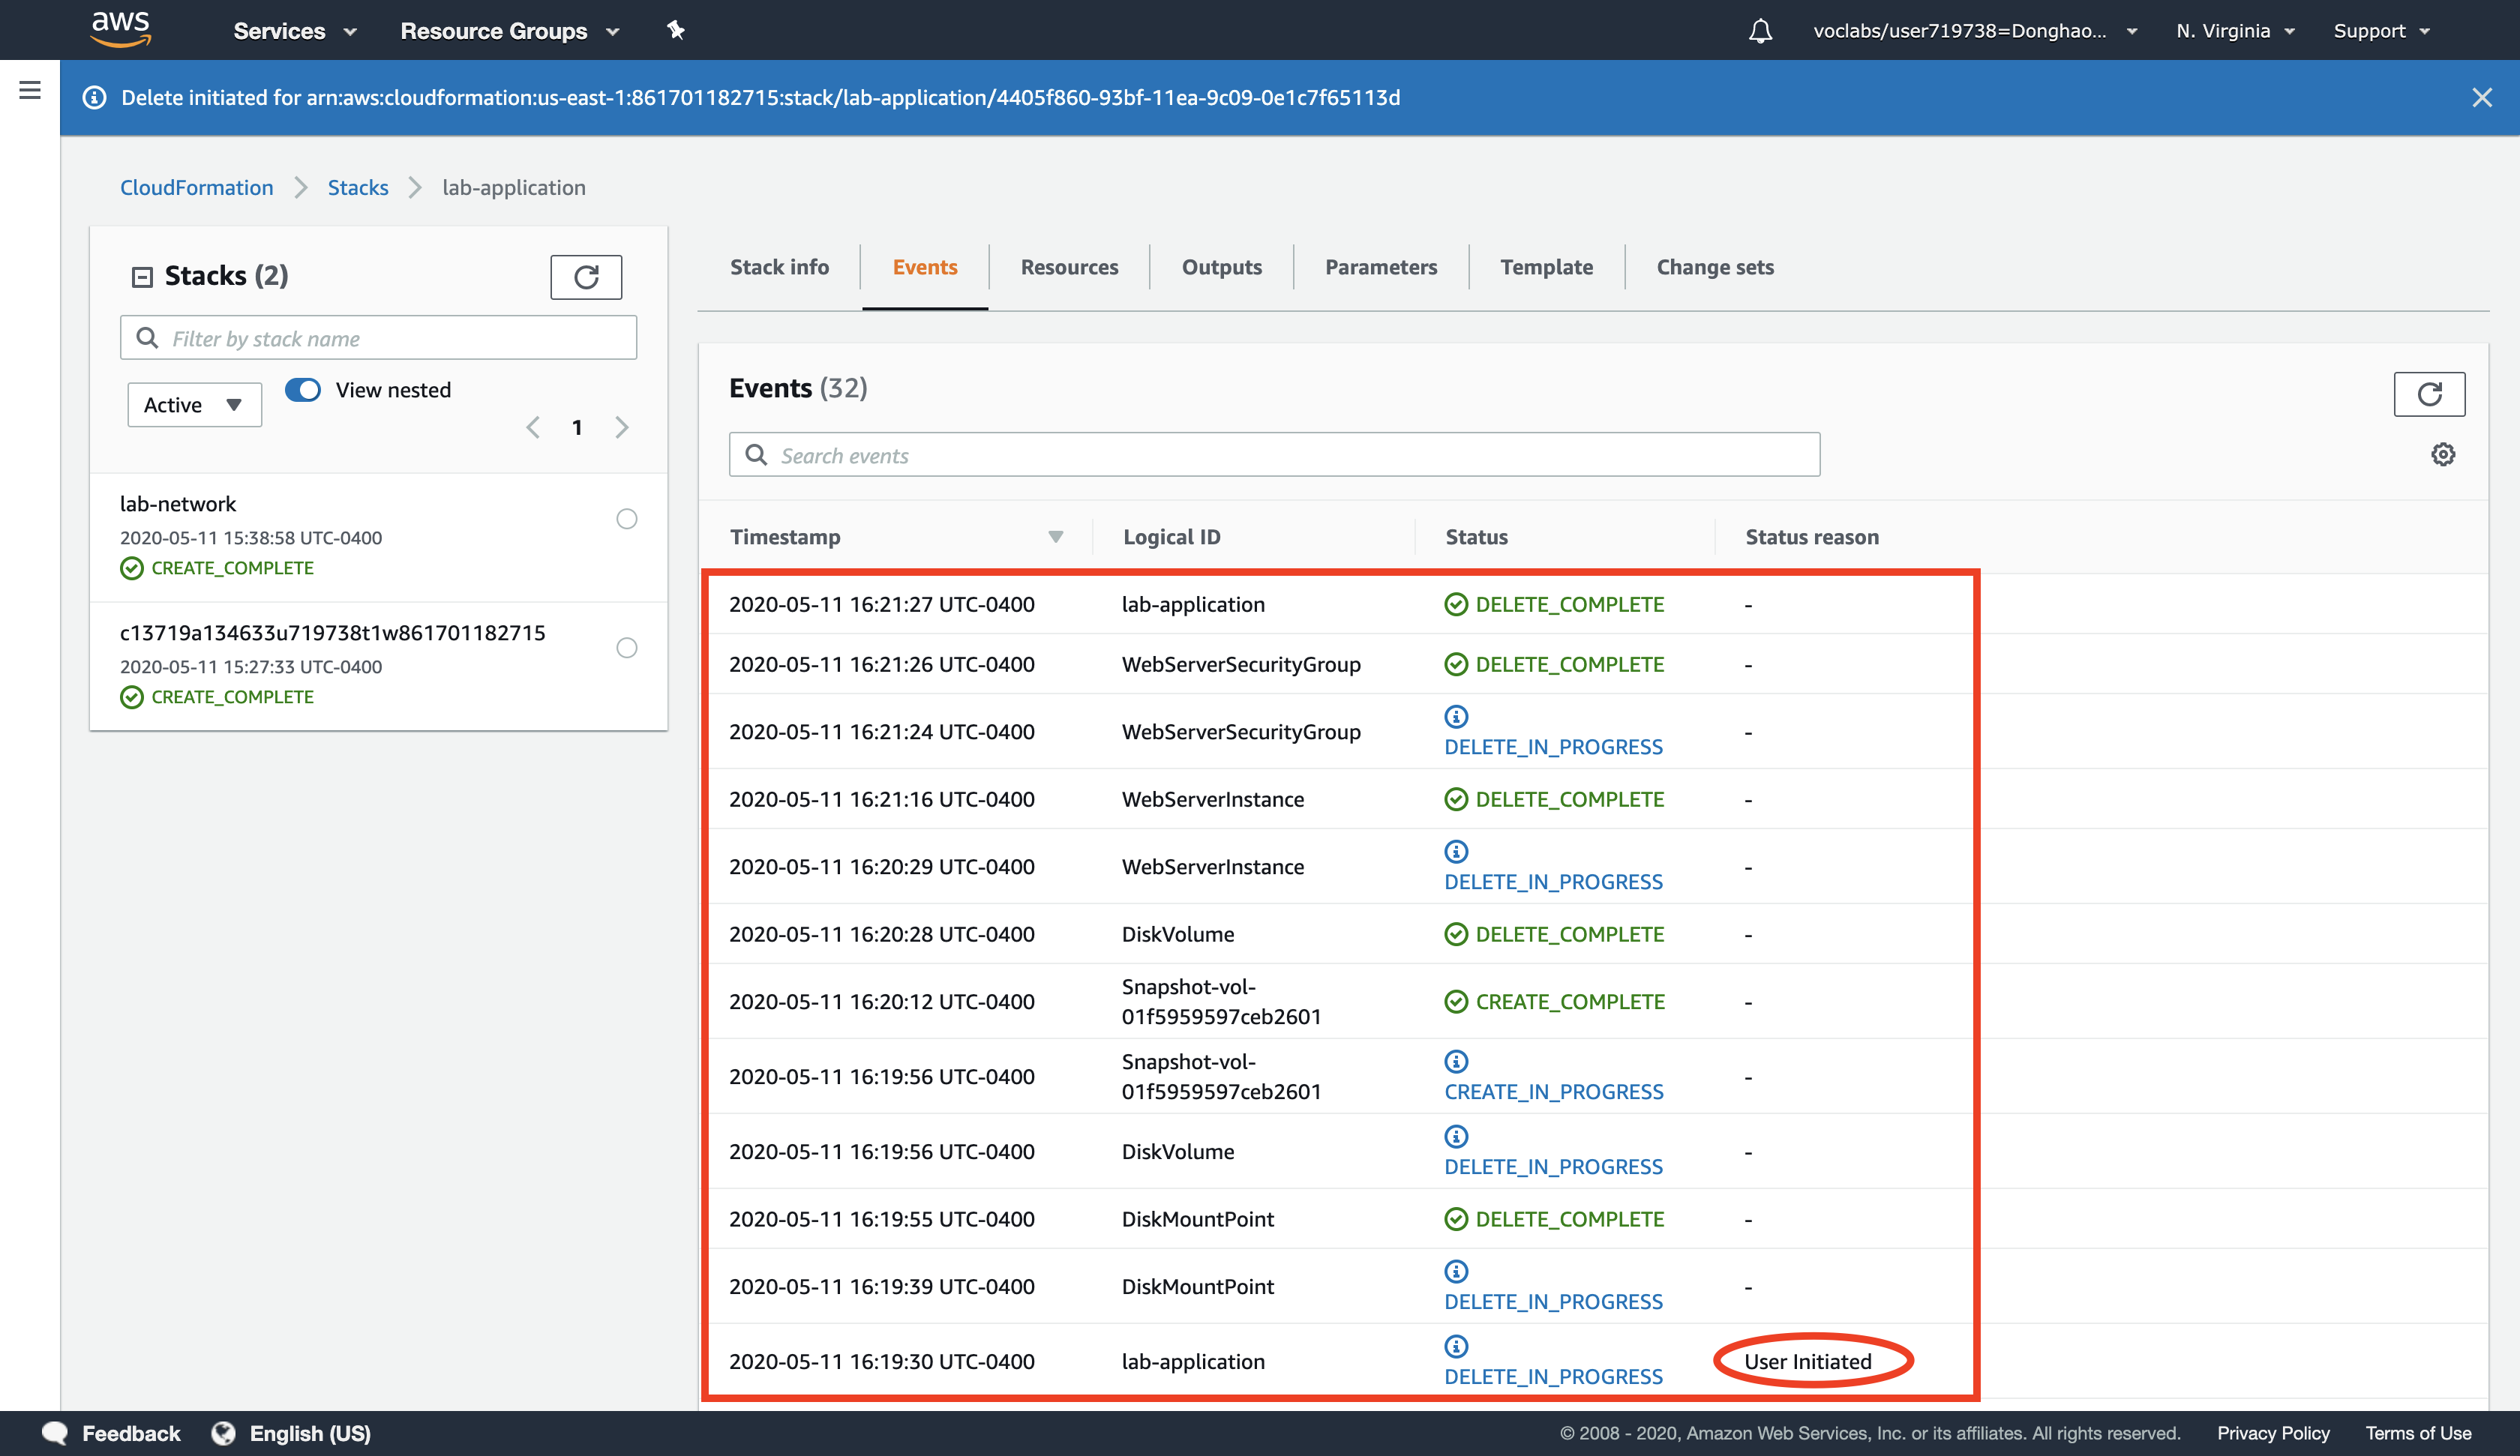 aws Services Resource Groups voclabs/user719738=Donghao... N. Virginia Support
Delete initiated for arn:aws:cloudformation:us-east-1:861701182715:stack/lab-application/4405f860-93bf-11ea-9c09-0e1c7f65113d
CloudFormation Stacks lab-application
Stacks (2)
Filter by stack name
Active View nested
1
lab-network
2020-05-11 15:38:58 UTC-0400
CREATE_COMPLETE
c13719a134633u719738t1w861701182715
2020-05-11 15:27:33 UTC-0400
CREATE_COMPLETE
Stack info Events Resources Outputs Parameters Template Change sets
Events (32)
Search events
Timestamp Logical ID Status Status reason
2020-05-11 16:21:27 UTC-0400 lab-application DELETE_COMPLETE -
2020-05-11 16:21:26 UTC-0400 WebServerSecurityGroup DELETE_COMPLETE -
2020-05-11 16:21:24 UTC-0400 WebServerSecurityGroup DELETE_IN_PROGRESS -
2020-05-11 16:21:16 UTC-0400 WebServerInstance DELETE_COMPLETE -
2020-05-11 16:20:29 UTC-0400 WebServerInstance DELETE_IN_PROGRESS -
2020-05-11 16:20:28 UTC-0400 DiskVolume DELETE_COMPLETE -
2020-05-11 16:20:12 UTC-0400 Snapshot-vol-01f5959597ceb2601 CREATE_COMPLETE -
2020-05-11 16:19:56 UTC-0400 Snapshot-vol-01f5959597ceb2601 CREATE_IN_PROGRESS -
2020-05-11 16:19:56 UTC-0400 DiskVolume DELETE_IN_PROGRESS -
2020-05-11 16:19:55 UTC-0400 DiskMountPoint DELETE_COMPLETE -
2020-05-11 16:19:39 UTC-0400 DiskMountPoint DELETE_IN_PROGRESS -
2020-05-11 16:19:30 UTC-0400 lab-application DELETE_IN_PROGRESS User Initiated
Feedback English (US) © 2008 - 2020, Amazon Web Services, Inc. or its affiliates. All rights reserved. Privacy Policy Terms of Use